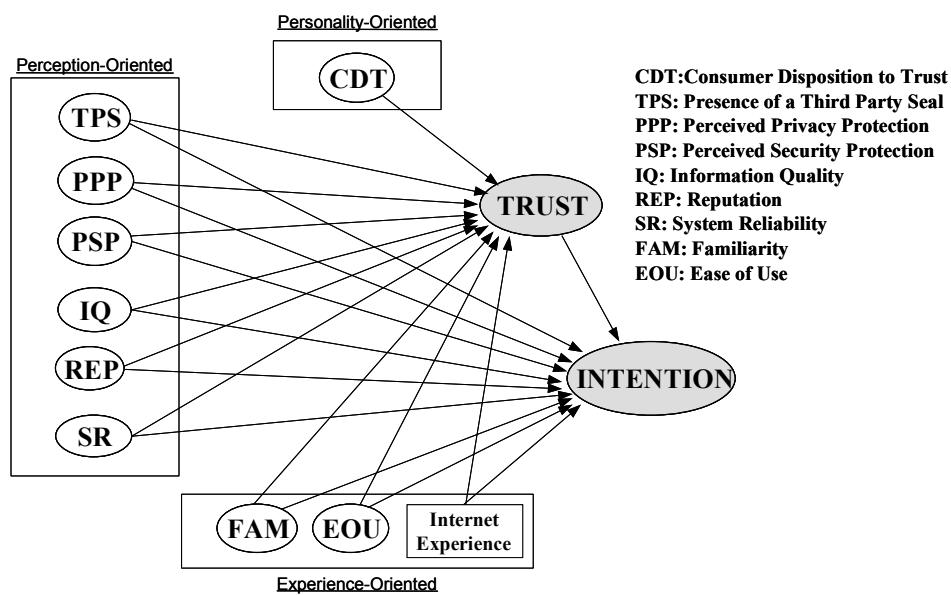 Personality-Oriented
CDT
Perception-Oriented
TPS
PPP
PSP
IQ
REP
SR
TRUST
INTENTION
CDT:Consumer Disposition to Trust
TPS: Presence of a Third Party Seal
PPP: Perceived Privacy Protection
PSP: Perceived Security Protection
IQ: Information Quality
REP: Reputation
SR: System Reliability
FAM: Familiarity
EOU: Ease of Use
FAM
EOU
Internet
Experience
Experience-Oriented